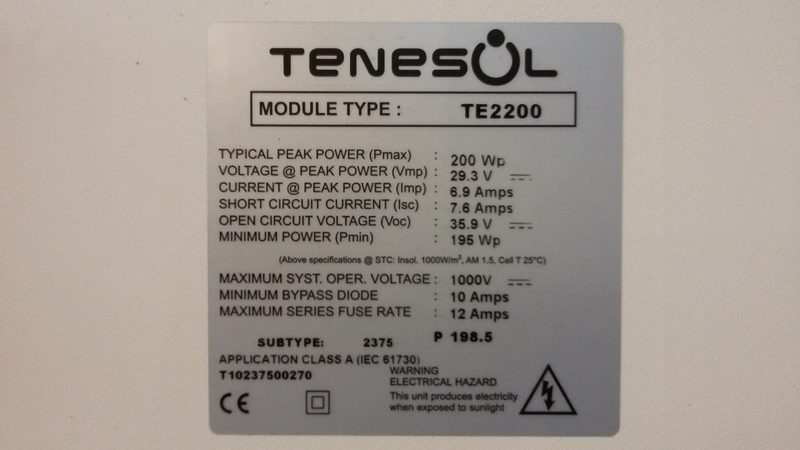 TENESOL
MODULE TYPE : TE2200
TYPICAL PEAK POWER (Pmax) : 200 Wp
VOLTAGE @ PEAK POWER (Vmp) : 29.3 V
CURRENT @ PEAK POWER (Imp) : 6.9 Amps
SHORT CIRCUIT CURRENT (Isc) : 7.6 Amps
OPEN CIRCUIT VOLTAGE (Voc) : 35.9 V
MINIMUM POWER (Pmin) : 195 Wp
(Above specifications @ STC: Insol. 1000W/m², AM 1.5, Cell T 25°C)
MAXIMUM SYST. OPER. VOLTAGE : 1000V
MINIMUM BYPASS DIODE : 10 Amps
MAXIMUM SERIES FUSE RATE : 12 Amps
SUBTYPE: 2375 P 198.5
APPLICATION CLASS A (IEC 61730)
T10237500270
WARNING
ELECTRICAL HAZARD
This unit produces electricity
when exposed to sunlight
CE